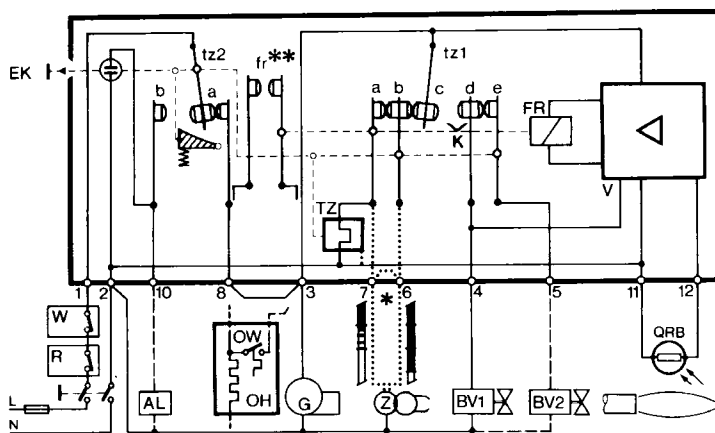 tz2
fr**
tz1
EK
b
a
a
b
c
d
e
FR
K
V
TZ
1
2
10
8
3
7
*
6
4
5
11
12
W
R
OW
OH
QRB
L
N
AL
G
Z
BV1
BV2